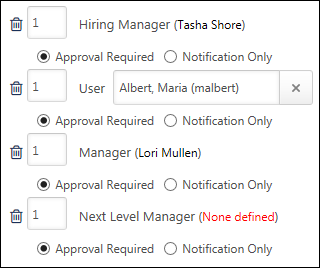 1 Hiring Manager (Tasha Shore)
Approval Required Notification Only
1 User Albert, Maria (malbert) ×
Approval Required Notification Only
1 Manager (Lori Mullen)
Approval Required Notification Only
1 Next Level Manager (None defined)
Approval Required Notification Only